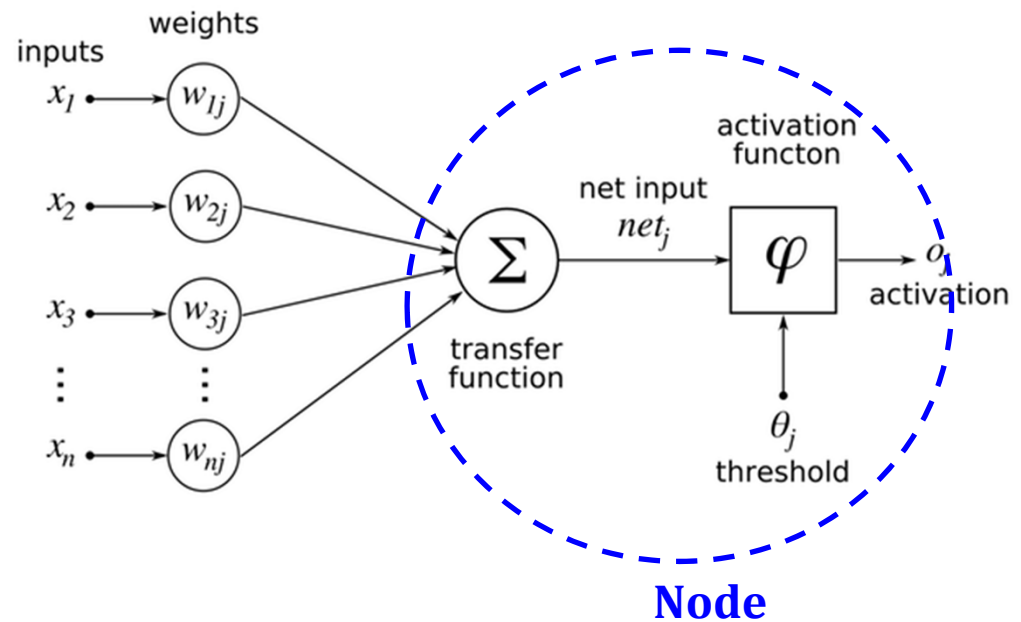 weights
inputs
x1
w1j
x2
w2j
x3
w3j
xn
wnj
Σ
transfer
function
net input
netj
activation
functon
φ
oj
activation
θj
threshold
Node